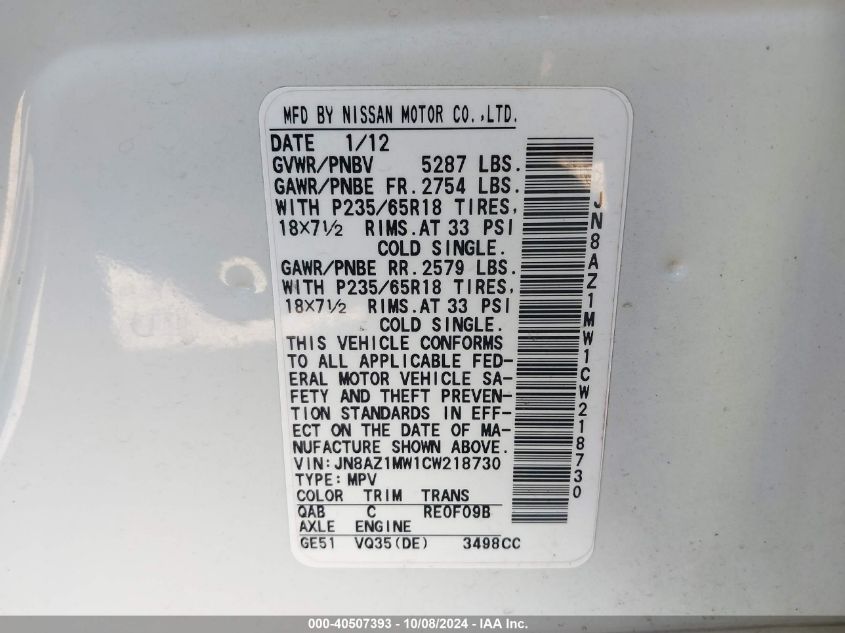 MFD BY NISSAN MOTOR CO.,LTD.
DATE 1/12
GVWR/PNBV 5287 LBS.
GAWR/PNBE FR. 2754 LBS.
WITH P235/65R18 TIRES,
18×7½ RIMS. AT 33 PSI
COLD SINGLE.
GAWR/PNBE RR. 2579 LBS.
WITH P235/65R18 TIRES,
18×7½ RIMS. AT 33 PSI
COLD SINGLE.
THIS VEHICLE CONFORMS
TO ALL APPLICABLE FED-
ERAL MOTOR VEHICLE SA-
FETY AND THEFT PREVEN-
TION STANDARDS IN EFF-
ECT ON THE DATE OF MA-
NUFACTURE SHOWN ABOVE.
VIN: JN8AZ1MW1CW218730
TYPE: MPV
COLOR TRIM TRANS
QAB C RE0F09B
AXLE ENGINE
GE51 VQ35(DE) 3498CC
JN8AZ1MW1CW218730
000-40507393 - 10/08/2024 - IAA Inc.